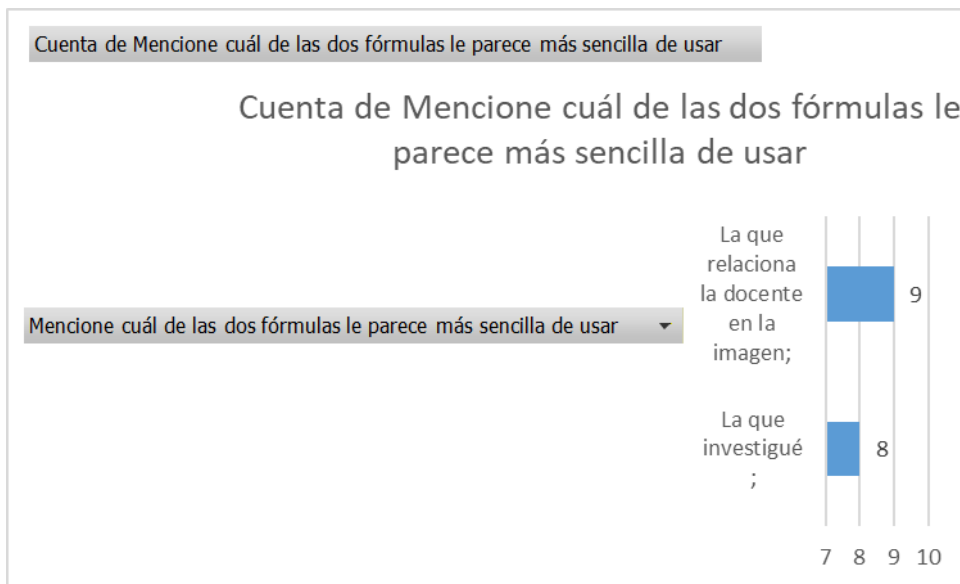 Cuenta de Mencione cuál de las dos fórmulas le parece más sencilla de usar
Cuenta de Mencione cuál de las dos fórmulas le
parece más sencilla de usar
La que
relaciona
la docente
en la
imagen;
9
Mencione cuál de las dos fórmulas le parece más sencilla de usar
La que
investigué
;
8
7 8 9 10